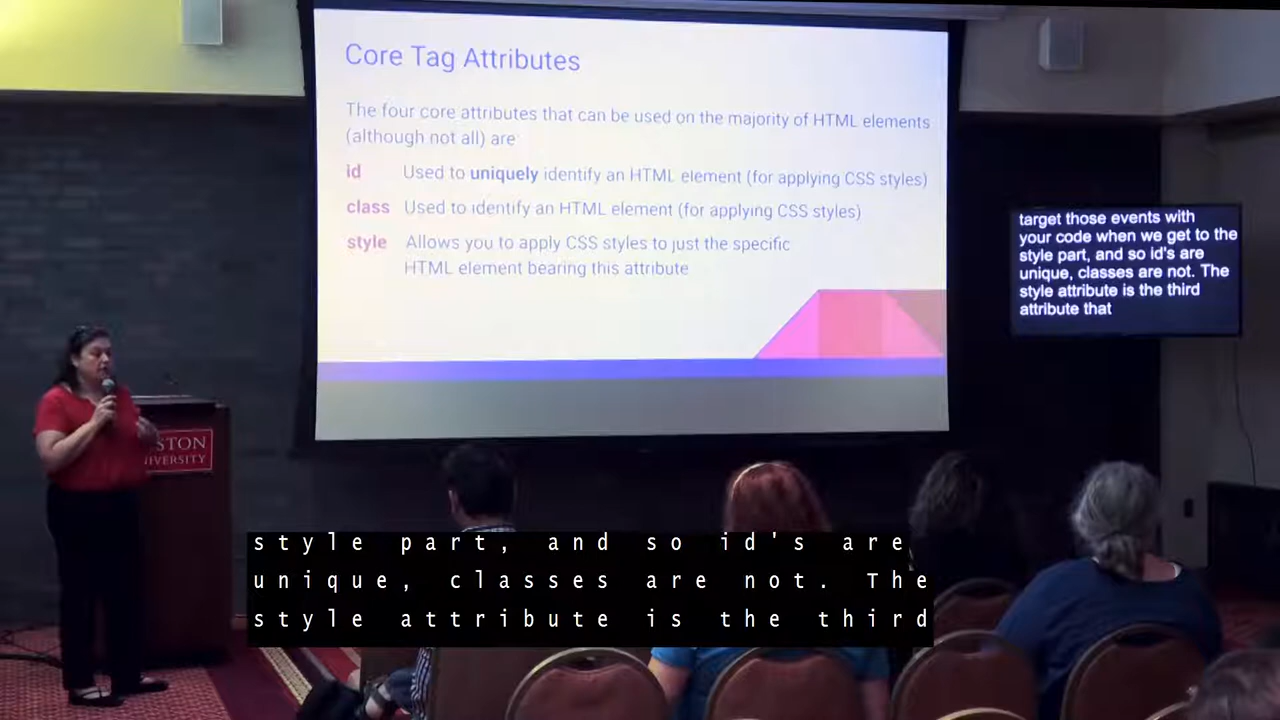 Core Tag Attributes
The four core attributes that can be used on the majority of HTML elements
(although not all) are
id Used to uniquely identify an HTML element (for applying CSS styles)
class Used to identify an HTML element (for applying CSS styles)
style Allows you to apply CSS styles to just the specific
HTML element bearing this attribute
target those events with
your code when we get to the
style part, and so id's are
unique, classes are not. The
style attribute is the third
attribute that
STON
IVERSITY
style part, and so id's are
unique, classes are not. The
style attribute is the third